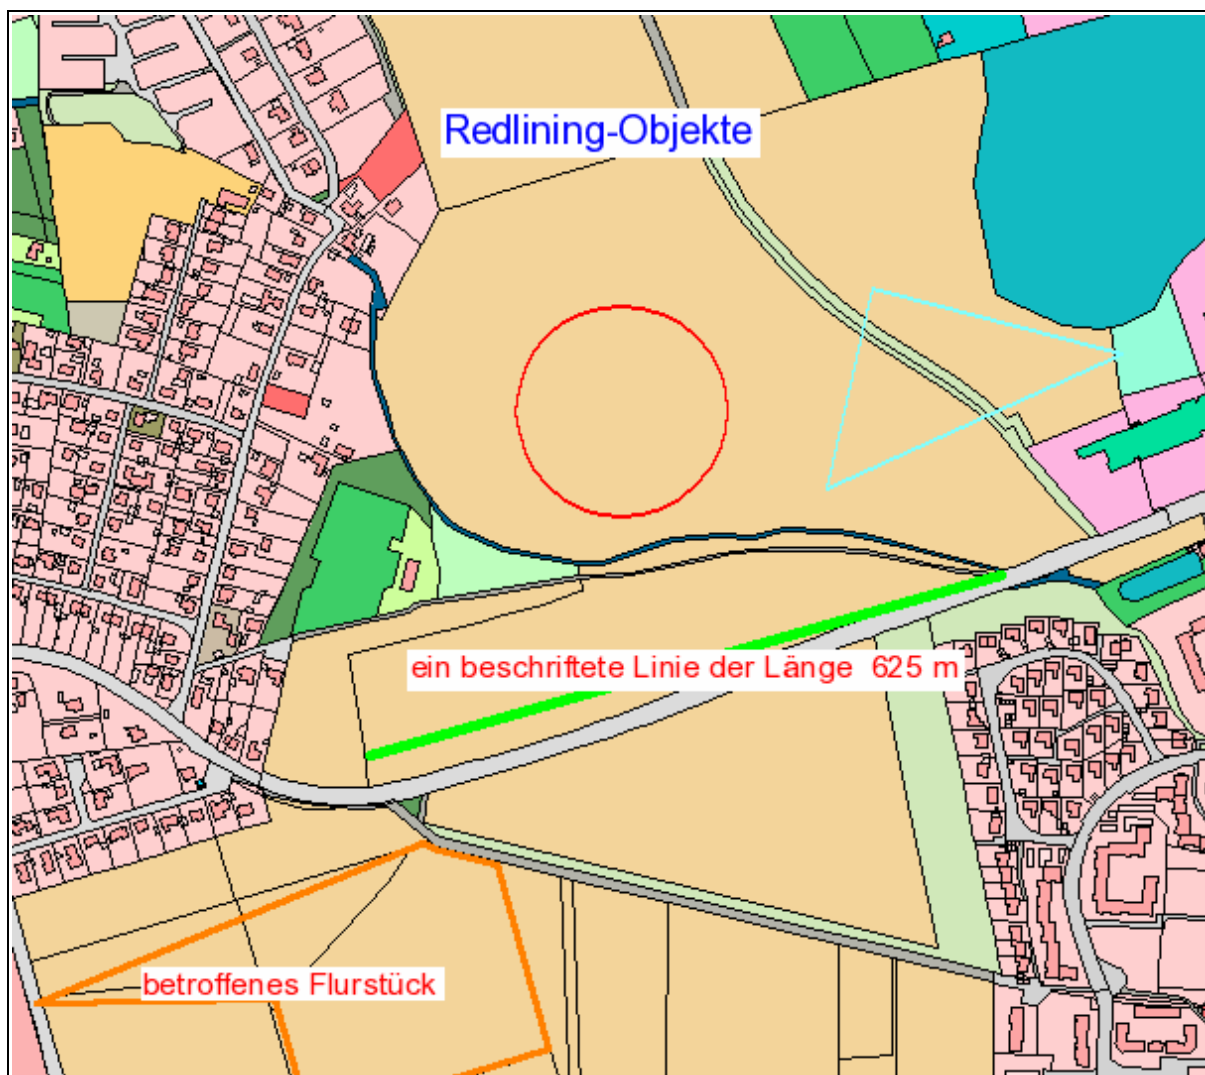 Redlining-Objekte
ein beschriftete Linie der Länge  625 m
betroffenes Flurstück